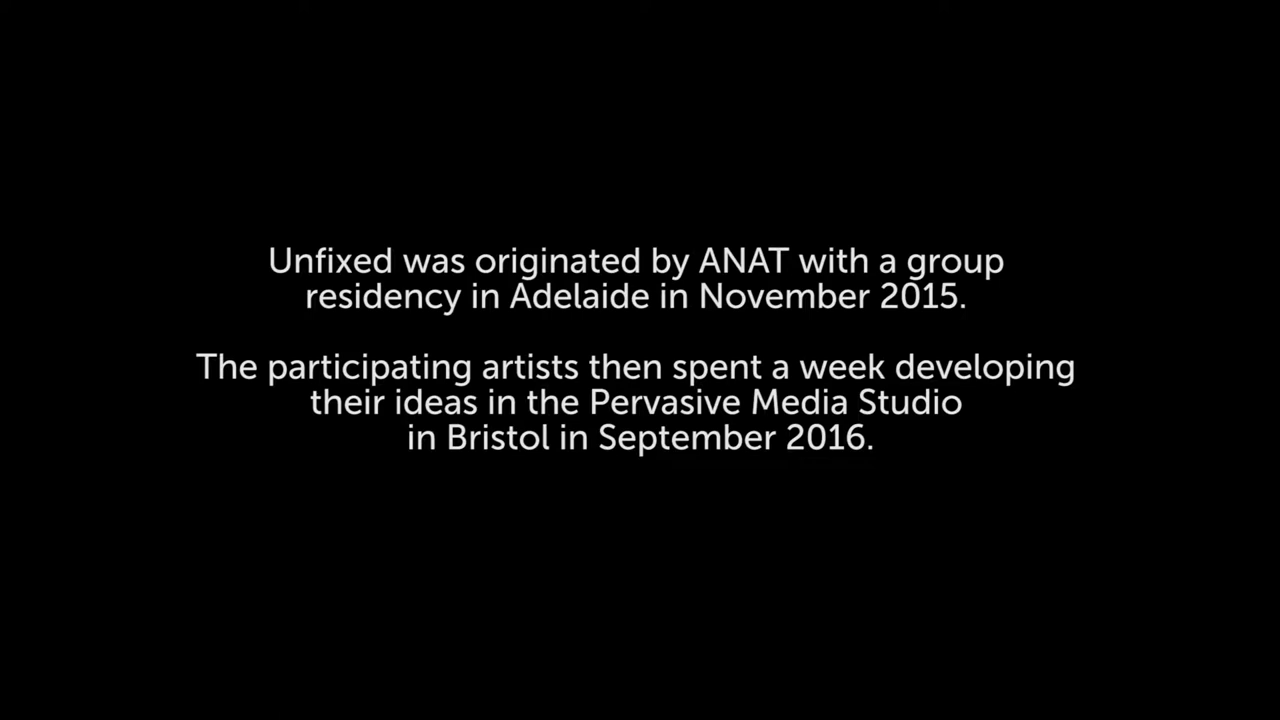 Unfixed was originated by ANAT with a group
residency in Adelaide in November 2015.
The participating artists then spent a week developing
their ideas in the Pervasive Media Studio
in Bristol in September 2016.